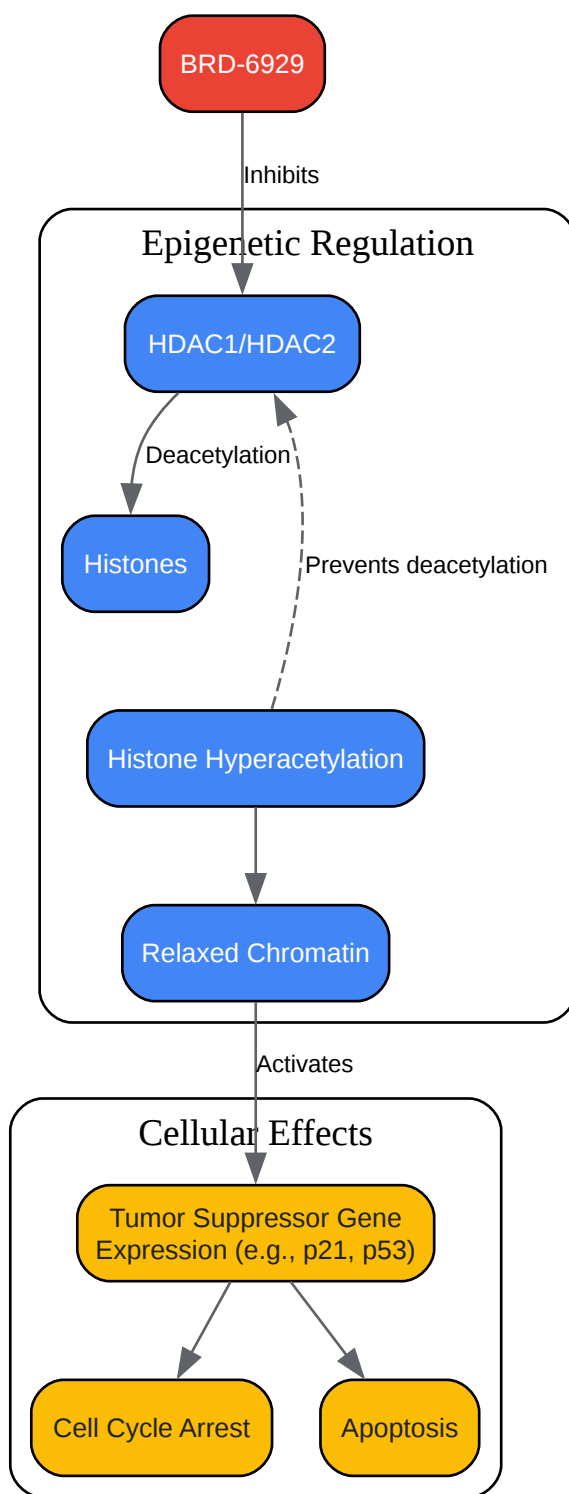 BRD-6929
Inhibits
Epigenetic Regulation
HDAC1/HDAC2
Deacetylation
Histones
Prevents deacetylation
Histone Hyperacetylation
Relaxed Chromatin
Activates
Cellular Effects
Tumor Suppressor Gene
Expression (e.g., p21, p53)
Cell Cycle Arrest
Apoptosis